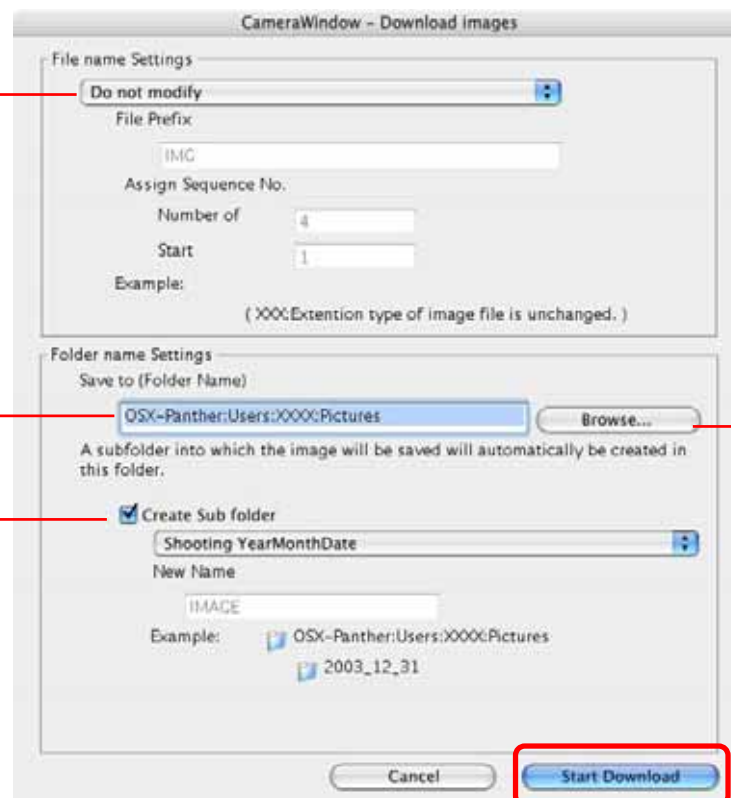 CameraWindow - Download images
File name Settings
Do not modify
File Prefix
IMG
Assign Sequence No.
Number of
4
Start
1
Example:
( XXX:Extention type of image file is unchanged. )
Folder name Settings
Save to (Folder Name)
OSX-Panther:Users:XXXX:Pictures
Browse...
A subfolder into which the image will be saved will automatically be created in
this folder.
Create Sub folder
Shooting YearMonthDate
New Name
IMAGE
Example:
OSX-Panther:Users:XXXX:Pictures
2003_12_31
Cancel
Start Download